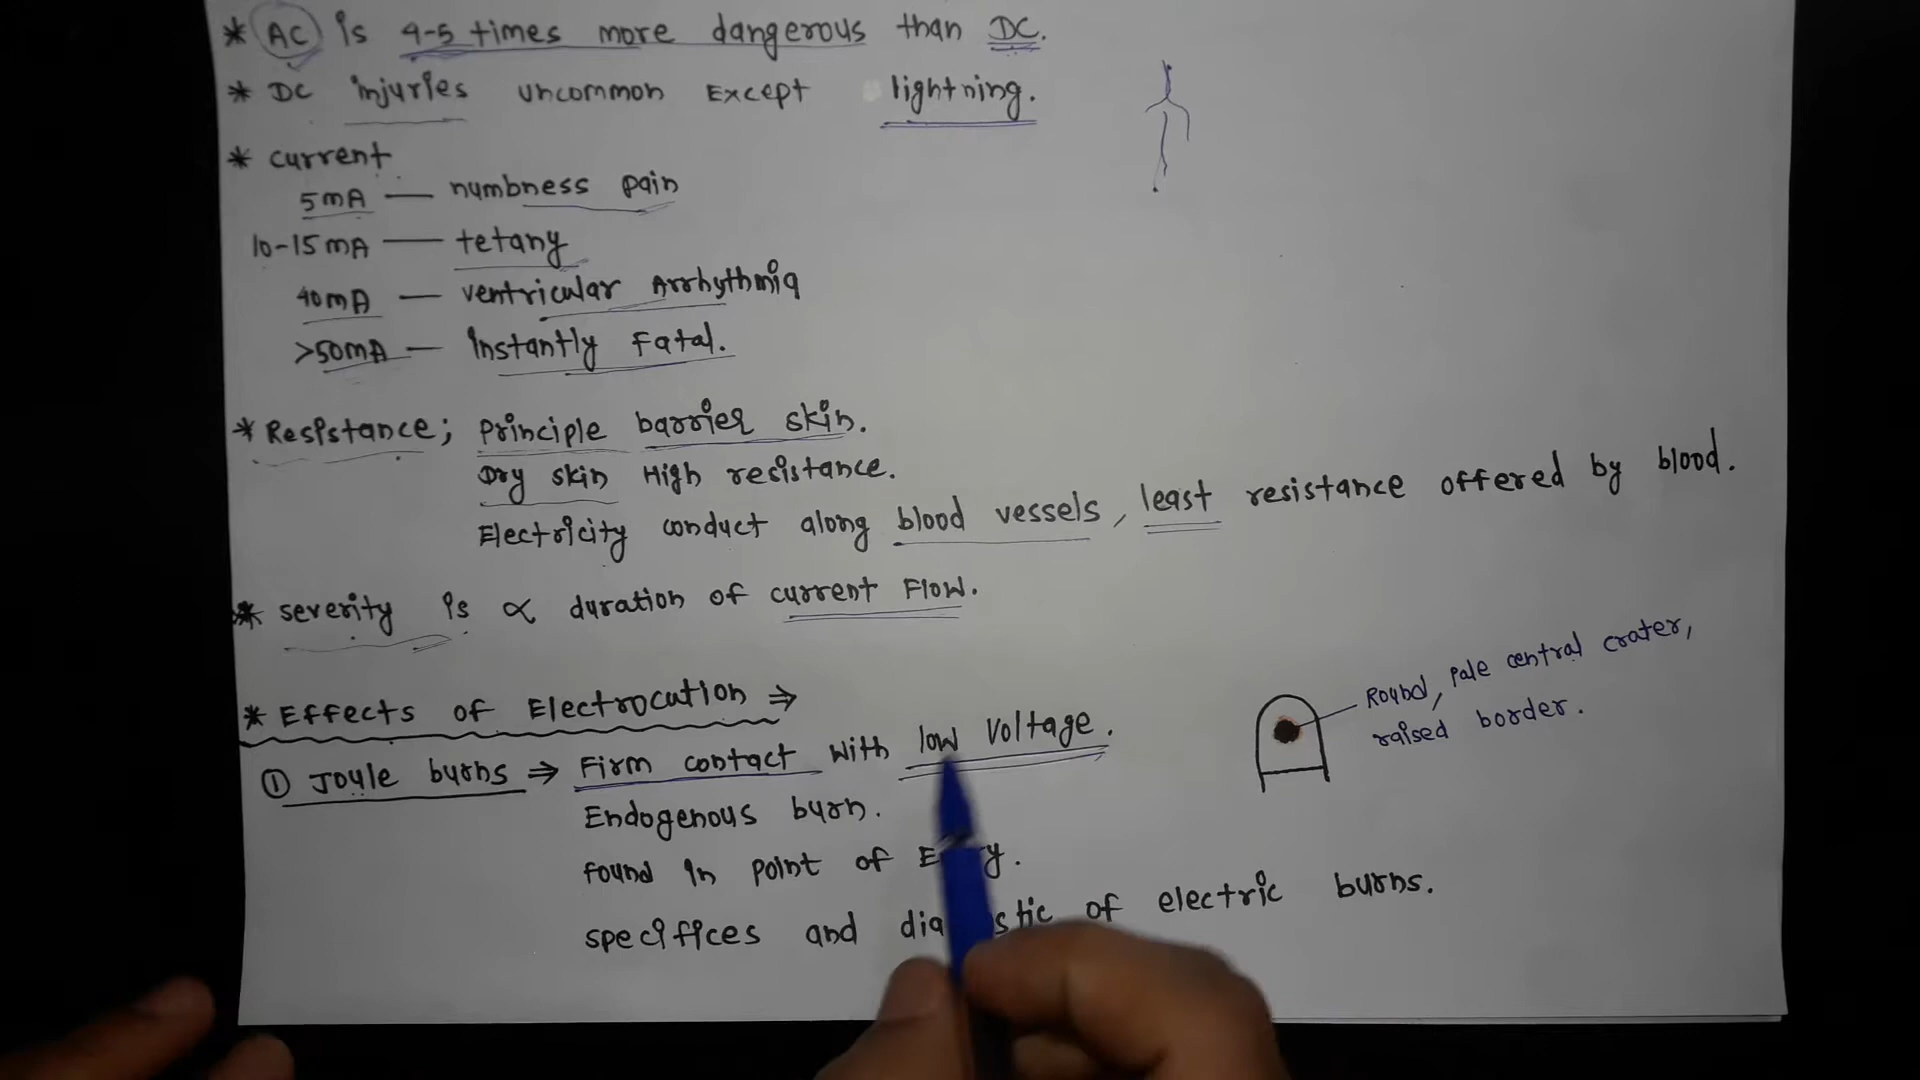 * AC is 4-5 times more dangerous than DC.
* DC injuries uncommon Except lightning.
* current
5mA — numbness pain
10-15mA — tetany
40mA — ventricular Arrhythmia
>50mA — Instantly Fatal.
* Resistance; Principle barrier skin.
Dry skin High resistance.
Electricity conduct along blood vessels, least resistance offered by blood.
* severity is ∝ duration of current Flow.
* Effects of Electrocution ⇒
① Joule burns ⇒ Firm contact with low voltage.
Endogenous burn.
found in point of
specifices and of electric burns.
Round, pale central crater,
raised border.